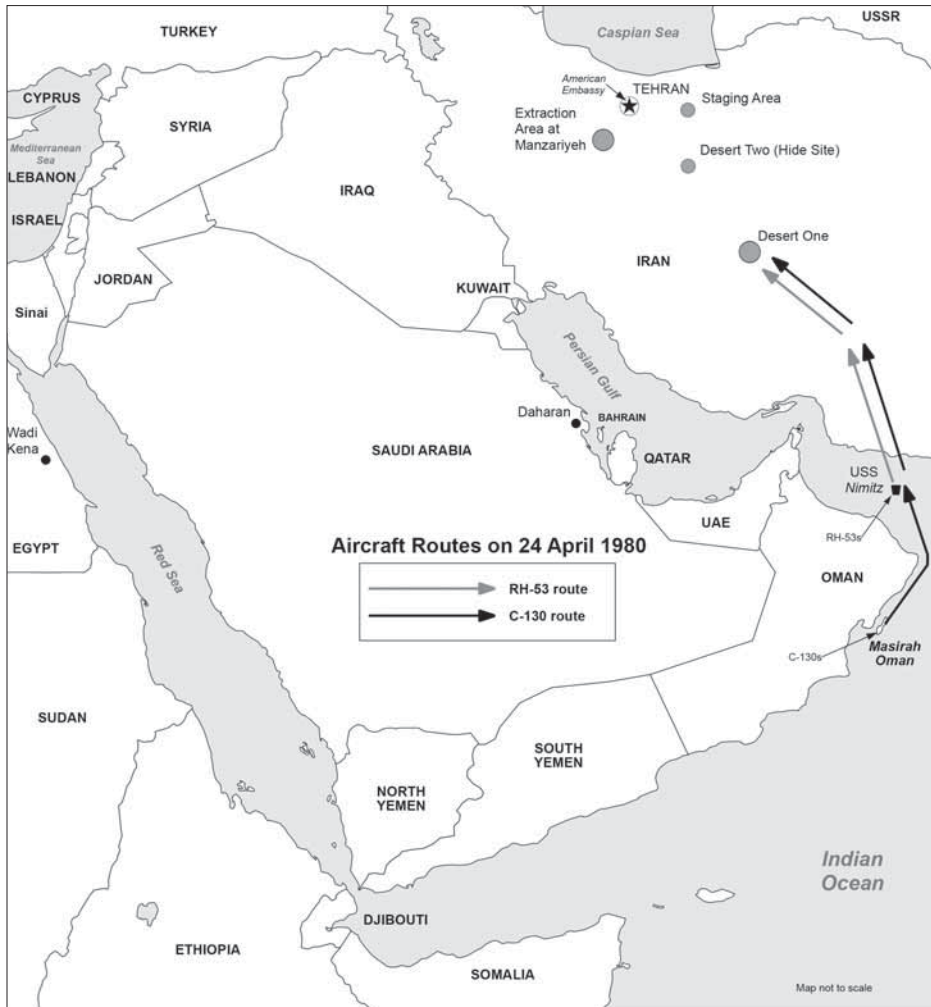 TURKEY
Caspian Sea
USSR
American
Embassy
TEHRAN
Staging Area
CYPRUS
SYRIA
Extraction
Area at
Manzariyeh
Mediterranean
Sea
LEBANON
Desert Two (Hide Site)
IRAQ
ISRAEL
Desert One
IRAN
JORDAN
KUWAIT
Sinai
Persian Gulf
Daharan
BAHRAIN
Wadi
Kena
SAUDI ARABIA
QATAR
USS
Nimitz
UAE
RH-53s
EGYPT
Red Sea
Aircraft Routes on 24 April 1980
RH-53 route
C-130 route
OMAN
C-130s
Masirah
Oman
SUDAN
SOUTH
YEMEN
NORTH
YEMEN
Indian
Ocean
DJIBOUTI
ETHIOPIA
SOMALIA
Map not to scale